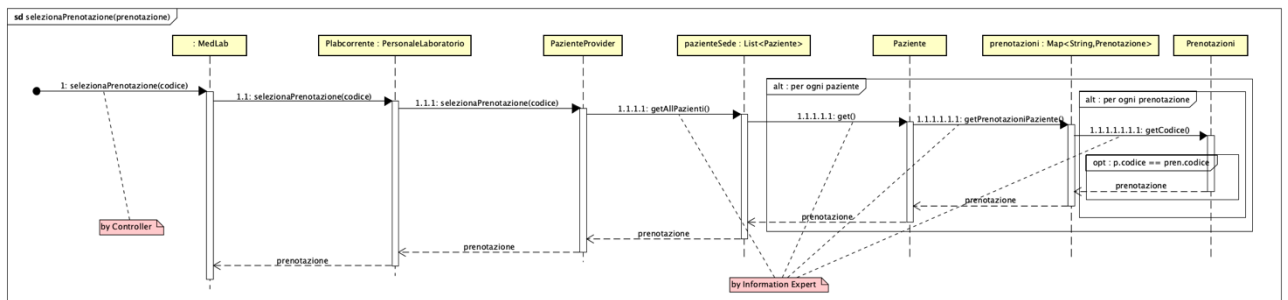 sd selezionaPrenotazione(prenotazione)
: MedLab
Plabcorrente : PersonaleLaboratorio
PazienteProvider
pazienteSede : List<Paziente>
Paziente
prenotazioni : Map<String,Prenotazione>
Prenotazioni
1: selezionaPrenotazione(codice)
1.1: selezionaPrenotazione(codice)
1.1.1: selezionaPrenotazione(codice)
1.1.1.1: getAllPazienti()
alt : per ogni paziente
1.1.1.1.1: get()
1.1.1.1.1.1: getPrenotazioniPaziente()
alt : per ogni prenotazione
1.1.1.1.1.1.1: getCodice()
opt : p.codice == pren.codice
prenotazione
prenotazione
prenotazione
prenotazione
prenotazione
prenotazione
by Controller
by Information Expert